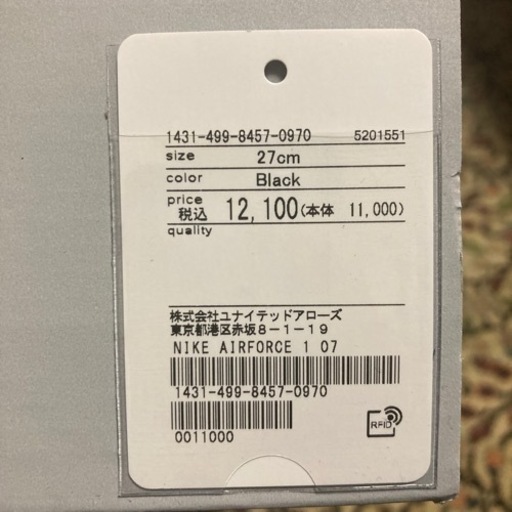 1431-499-8457-0970 5201551
size 27cm
color Black
price 税込 12,100(本体 11,000)
quality
株式会社ユナイテッドアローズ
東京都港区赤坂8-1-19
NIKE AIRFORCE 1 07
1431-499-8457-0970
0011000
RFID